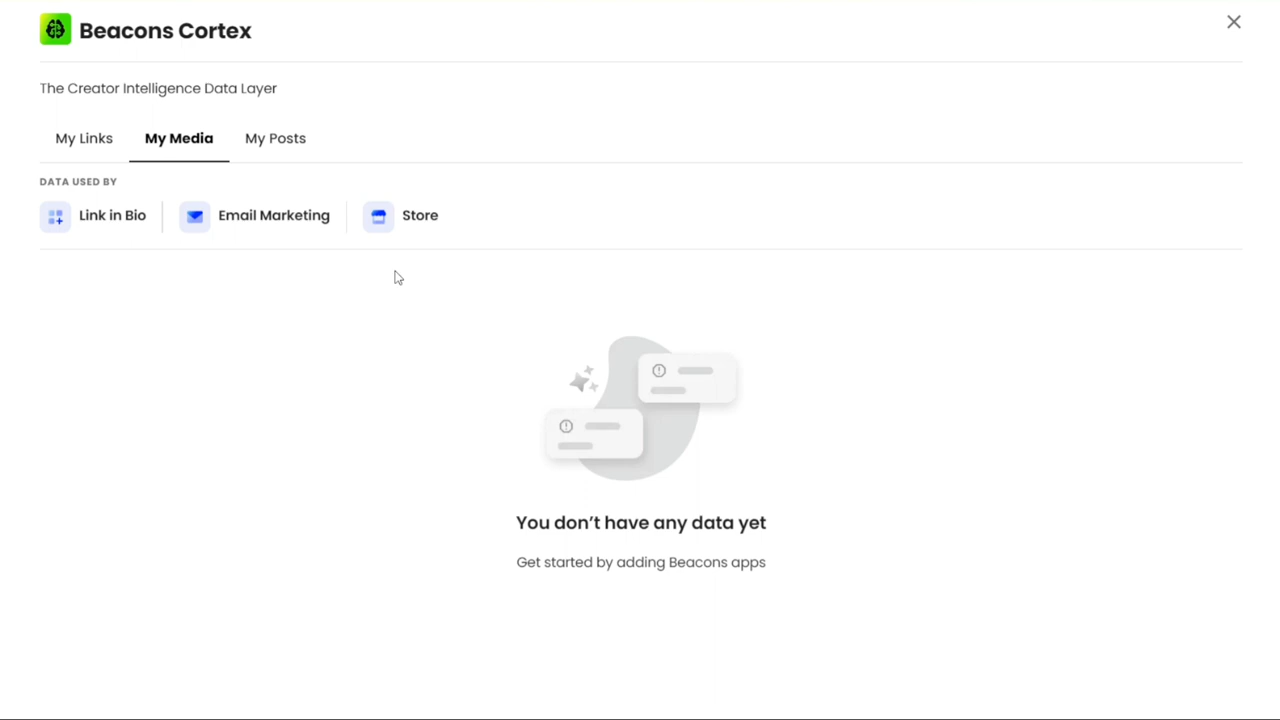 Beacons Cortex
The Creator Intelligence Data Layer
My Links My Media My Posts
DATA USED BY
Link in Bio Email Marketing Store
You don’t have any data yet
Get started by adding Beacons apps